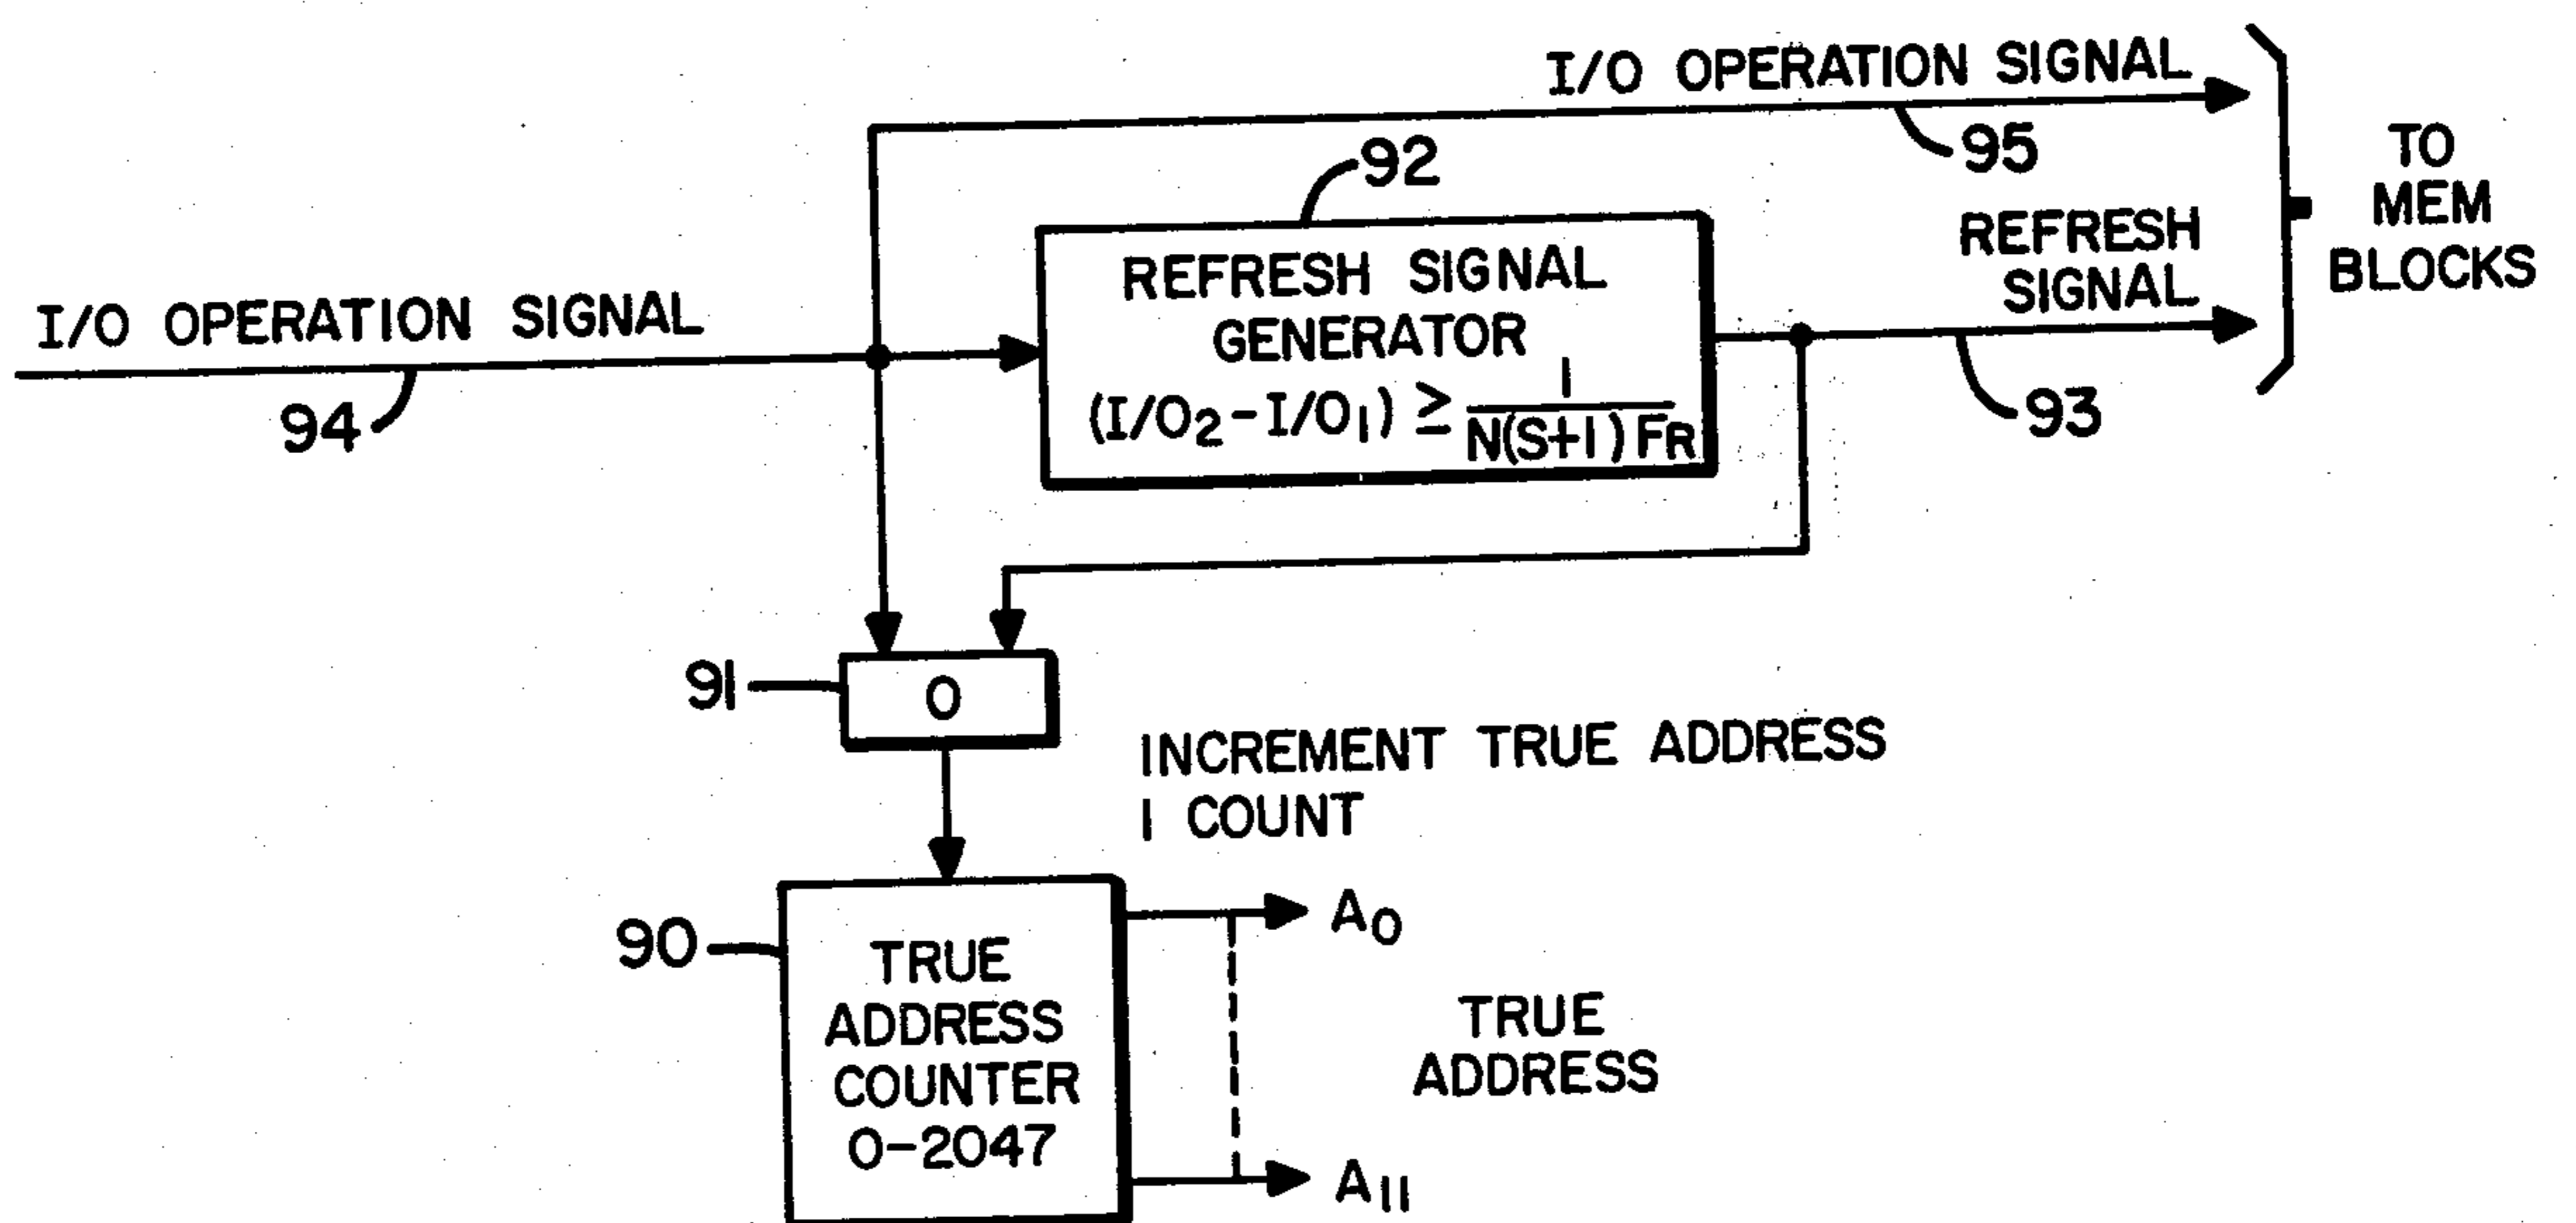 I/O OPERATION SIGNAL
95
TO
MEM
BLOCKS
92
REFRESH
SIGNAL
93
I/O OPERATION SIGNAL
94
REFRESH SIGNAL
GENERATOR
(I/O₂-I/O₁) ≥ 1/N(S+1)FR
91
O
INCREMENT TRUE ADDRESS
1 COUNT
90
TRUE
ADDRESS
COUNTER
0-2047
A₀
TRUE
ADDRESS
A₁₁